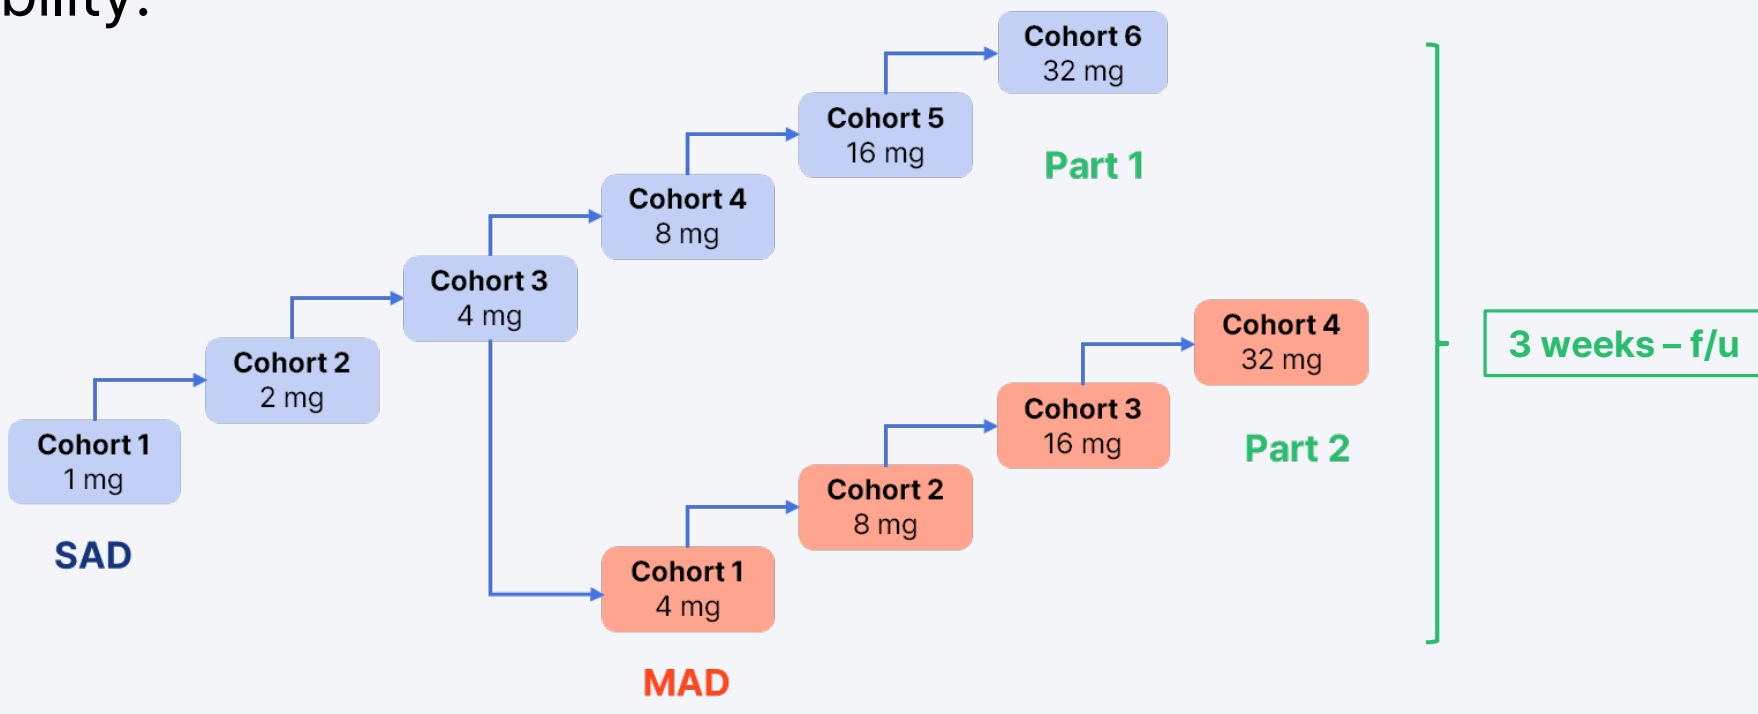 bility:
Cohort 6
32 mg
Cohort 5
16 mg
Part 1
Cohort 4
8 mg
Cohort 3
4 mg
Cohort 2
2 mg
Cohort 1
1 mg
SAD
Cohort 4
32 mg
Cohort 3
16 mg
Part 2
Cohort 2
8 mg
Cohort 1
4 mg
MAD
3 weeks – f/u